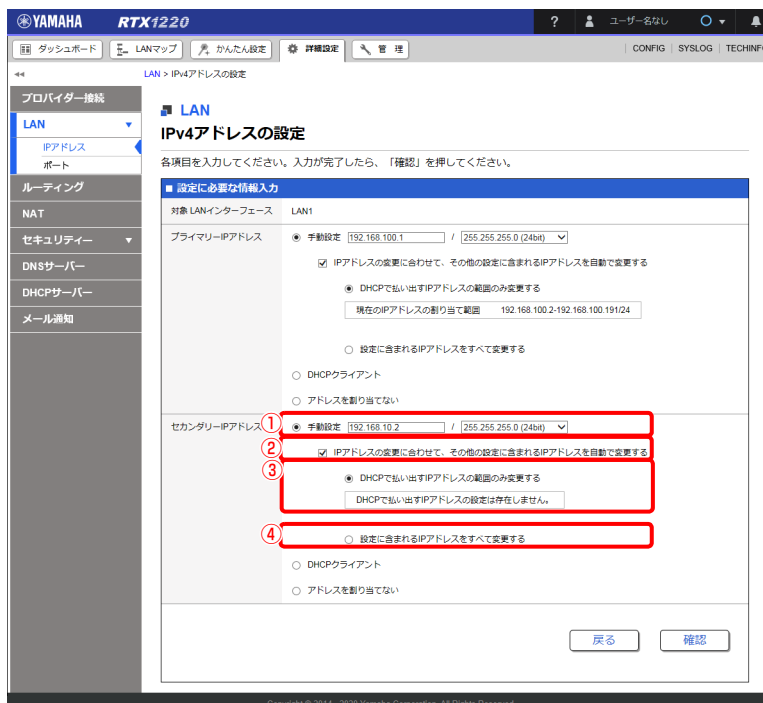 YAMAHA RTX1220 ? ユーザー名なし
ダッシュボード LANマップ かんたん設定 詳細設定 管 理 CONFIG SYSLOG TECHINF
LAN > IPv4アドレスの設定
プロバイダー接続
LAN
IPアドレス
ポート
ルーティング
NAT
セキュリティー
DNSサーバー
DHCPサーバー
メール通知
LAN
IPv4アドレスの設定
各項目を入力してください。入力が完了したら、「確認」を押してください。
■ 設定に必要な情報入力
対象 LANインターフェース LAN1
プライマリーIPアドレス 手動設定 192.168.100.1 / 255.255.255.0 (24bit)
IPアドレスの変更に合わせて、その他の設定に含まれるIPアドレスを自動で変更する
DHCPで払い出すIPアドレスの範囲のみ変更する
現在のIPアドレスの割り当て範囲 192.168.100.2-192.168.100.191/24
設定に含まれるIPアドレスをすべて変更する
DHCPクライアント
アドレスを割り当てない
セカンダリーIPアドレス ① 手動設定 192.168.10.2 / 255.255.255.0 (24bit)
② IPアドレスの変更に合わせて、その他の設定に含まれるIPアドレスを自動で変更する
③ DHCPで払い出すIPアドレスの範囲のみ変更する
DHCPで払い出すIPアドレスの設定は存在しません。
④ 設定に含まれるIPアドレスをすべて変更する
DHCPクライアント
アドレスを割り当てない
戻る 確認